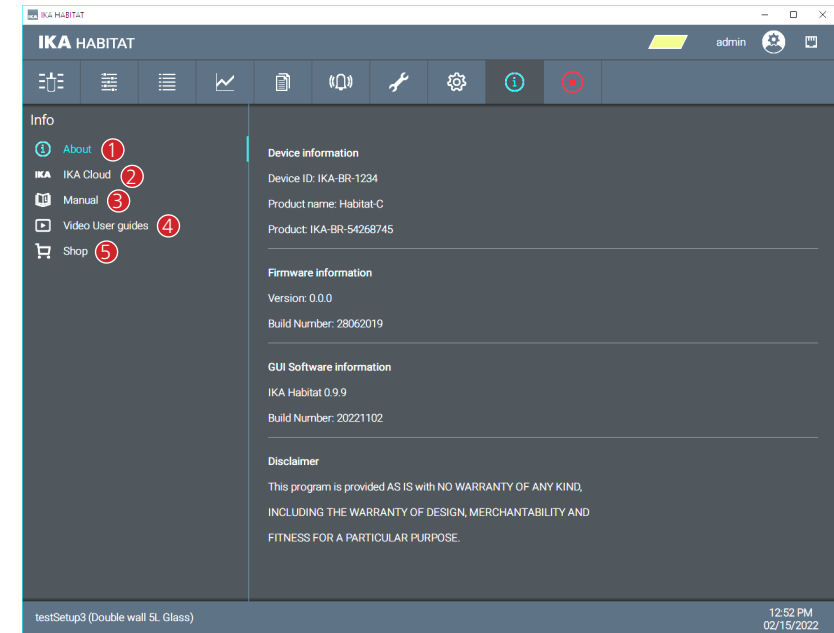 IKA HABITAT
IKA HABITAT
admin
Info
About 1
IKA IKA Cloud 2
Manual 3
Video User guides 4
Shop 5
Device information
Device ID: IKA-BR-1234
Product name: Habitat-C
Product: IKA-BR-54268745
Firmware information
Version: 0.0.0
Build Number: 28062019
GUI Software information
IKA Habitat 0.9.9
Build Number: 20221102
Disclaimer
This program is provided AS IS with NO WARRANTY OF ANY KIND,
INCLUDING THE WARRANTY OF DESIGN, MERCHANTABILITY AND
FITNESS FOR A PARTICULAR PURPOSE.
testSetup3 (Double wall 5L Glass)
12:52 PM
02/15/2022